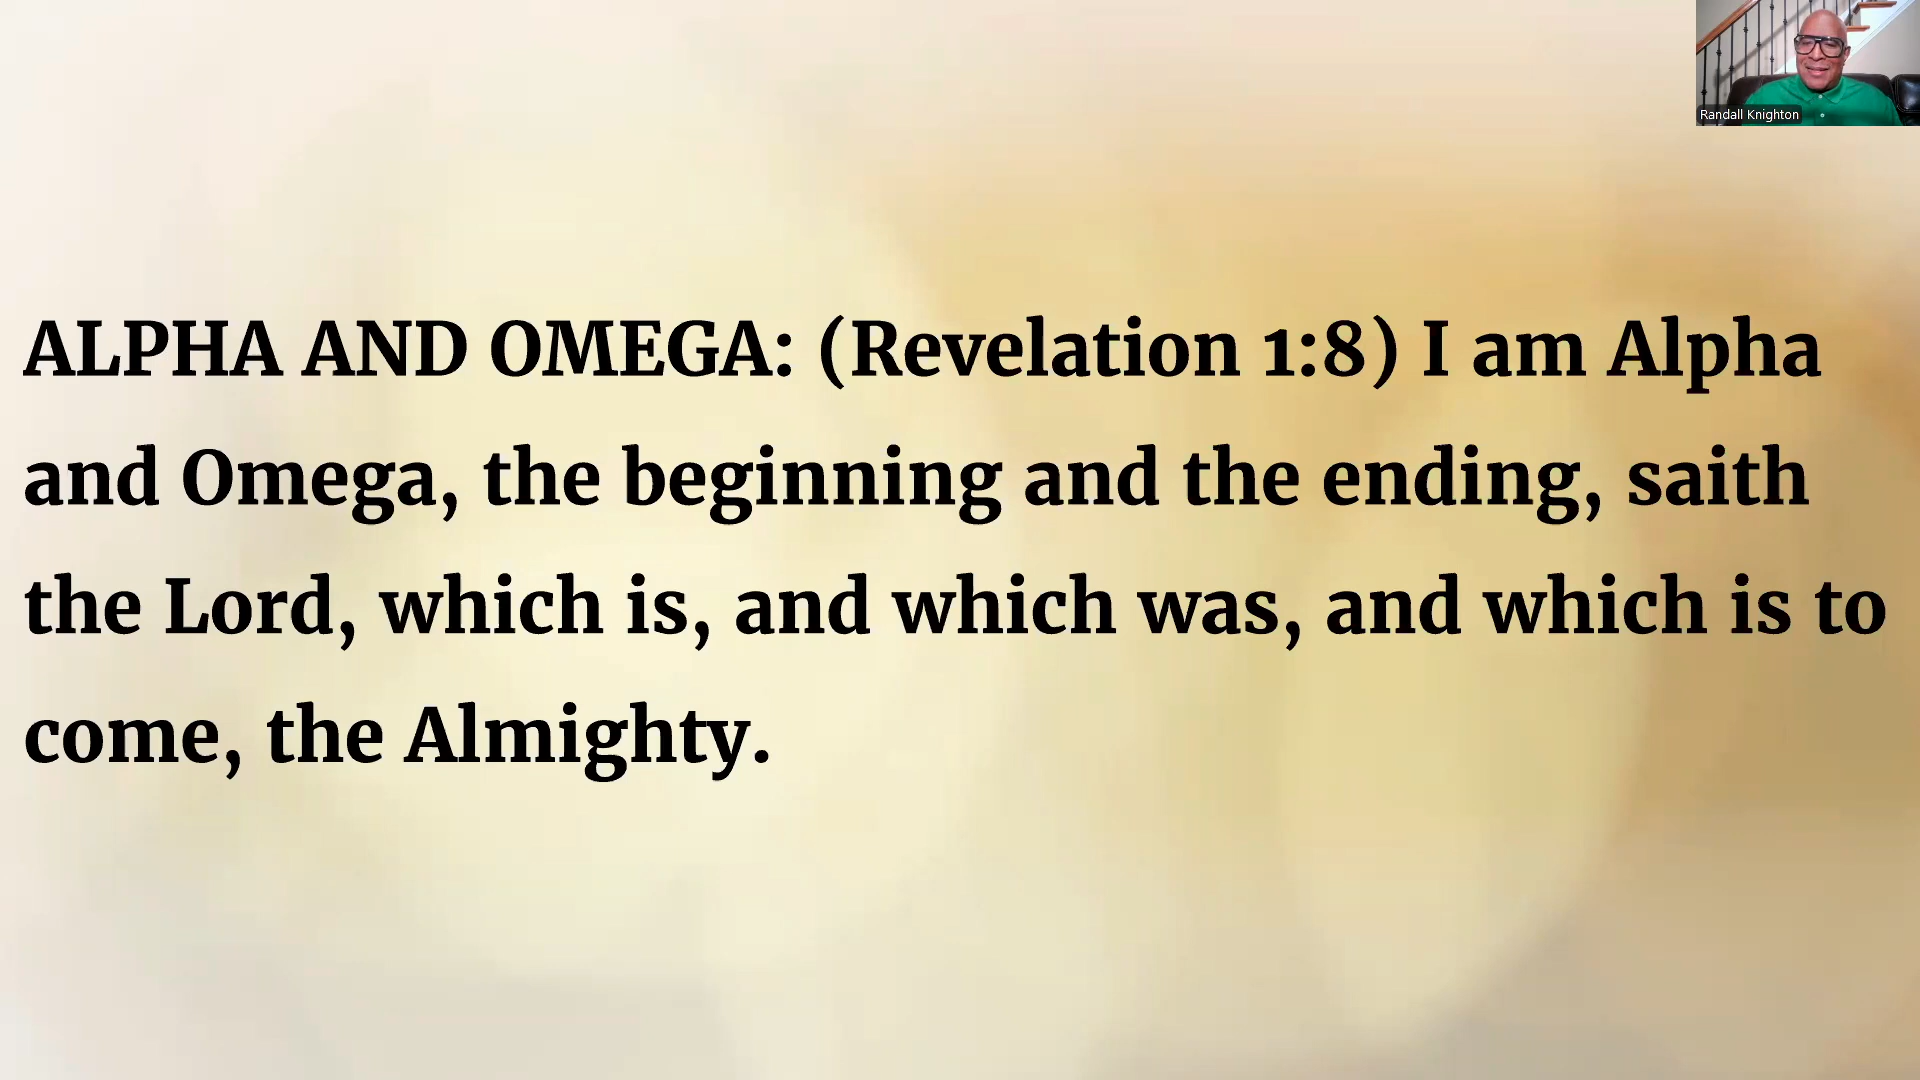 Randall Knighton
ALPHA AND OMEGA: (Revelation 1:8) I am Alpha
and Omega, the beginning and the ending, saith
the Lord, which is, and which was, and which is to
come, the Almighty.